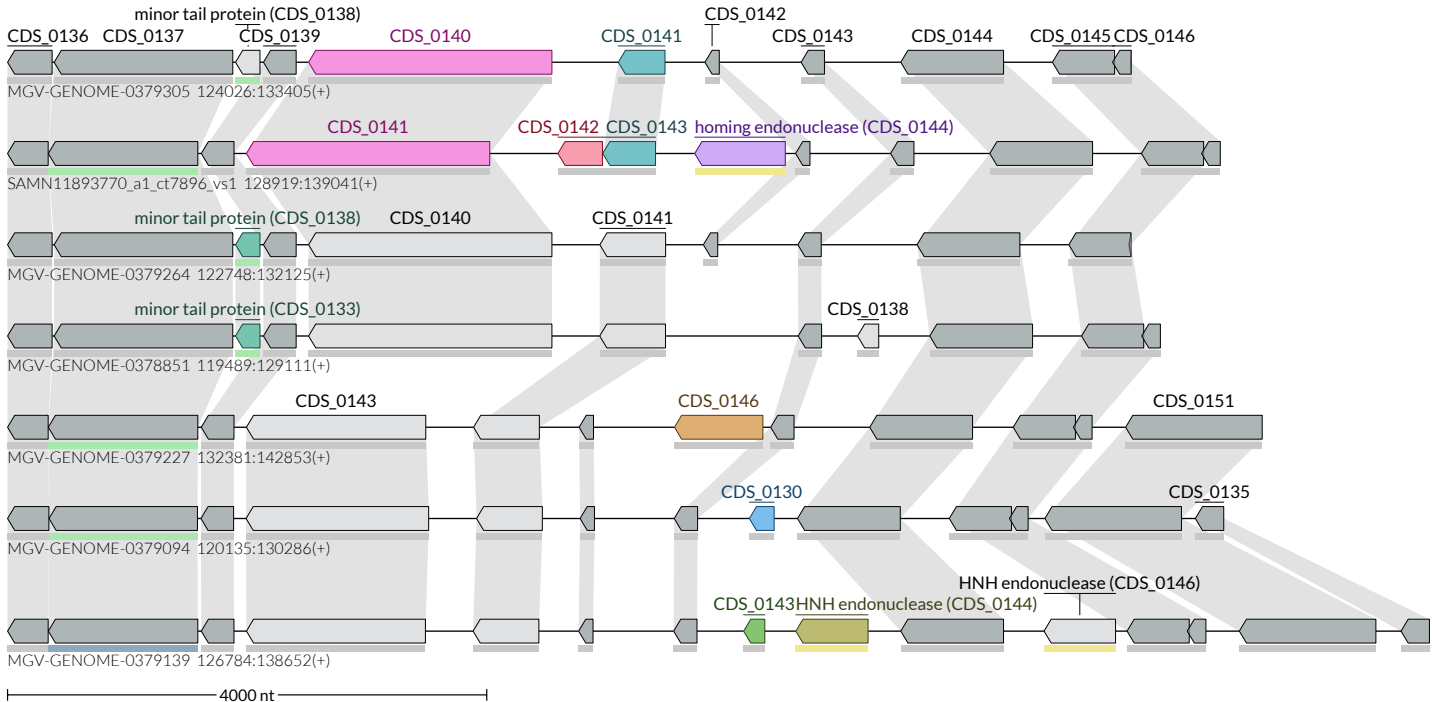 minor tail protein (CDS_0138) CDS_0142
CDS_0136 CDS_0137 CDS_0139 CDS_0140 CDS_0141 CDS_0143 CDS_0144 CDS_0145 CDS_0146
MGV-GENOME-0379305 124026:133405(+)
CDS_0141 CDS_0142 CDS_0143 homing endonuclease (CDS_0144)
SAMN11893770_a1_ct7896_vs1 128919:139041(+)
minor tail protein (CDS_0138) CDS_0140 CDS_0141
MGV-GENOME-0379264 122748:132125(+)
minor tail protein (CDS_0133) CDS_0138
MGV-GENOME-0378851 119489:129111(+)
CDS_0143 CDS_0146 CDS_0151
MGV-GENOME-0379227 132381:142853(+)
CDS_0130 CDS_0135
MGV-GENOME-0379094 120135:130286(+)
HNH endonuclease (CDS_0146)
CDS_0143 HNH endonuclease (CDS_0144)
MGV-GENOME-0379139 126784:138652(+)
4000 nt